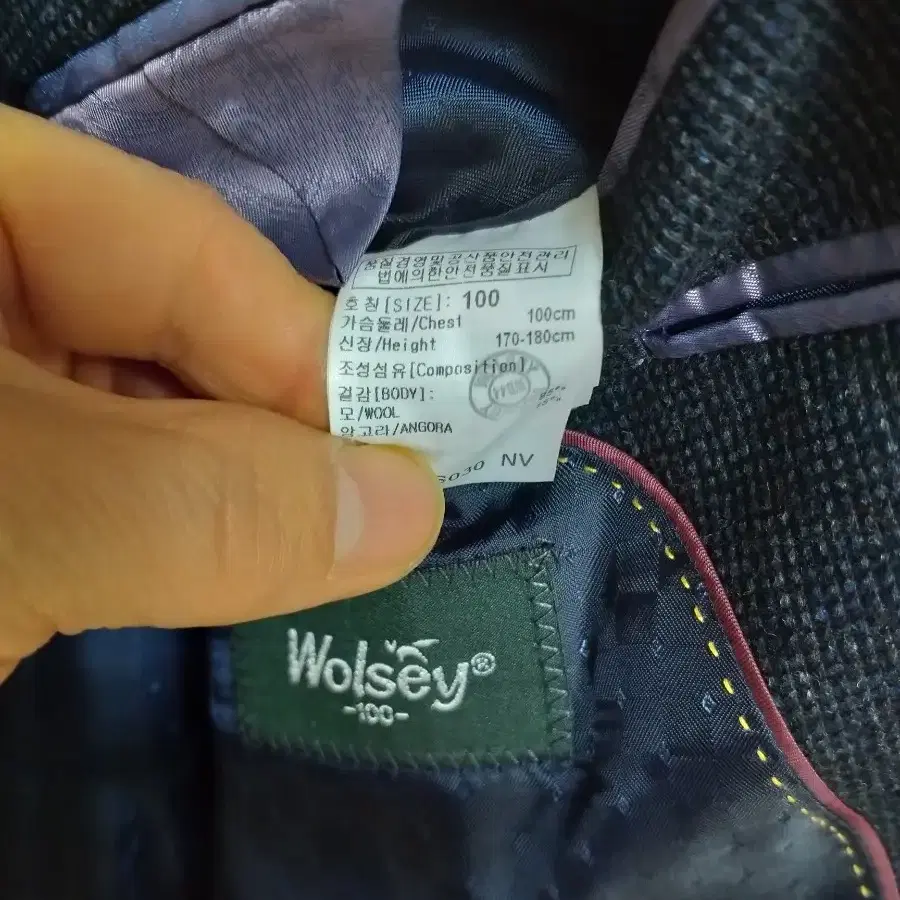 품질경영및공산품안전관리
법에의한안전품질표시
호칭[SIZE]: 100
가슴둘레/Chest 100cm
신장/Height 170-180cm
조성섬유[Composition]
겉감[BODY]:
모/WOOL
앙고라/ANGORA
S030 NV
Wolsey®
-100-